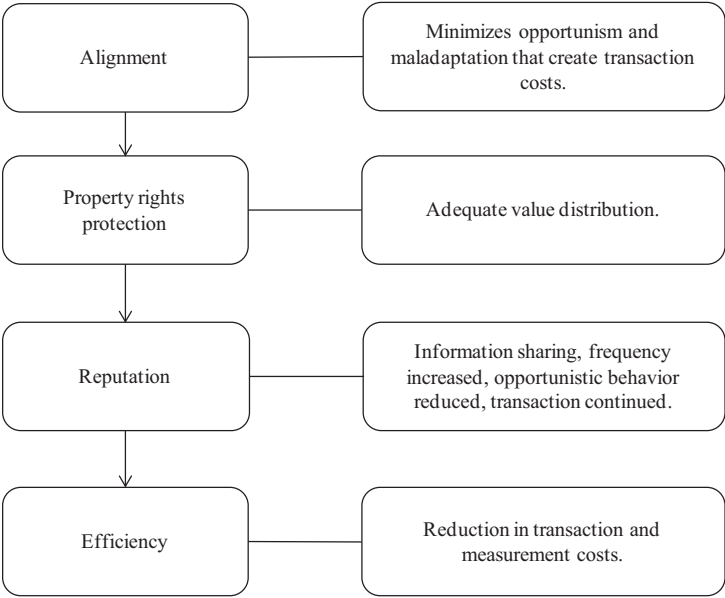 Alignment
Minimizes opportunism and
maladaptation that create transaction
costs.
Property rights
protection
Adequate value distribution.
Reputation
Information sharing, frequency
increased, opportunistic behavior
reduced, transaction continued.
Efficiency
Reduction in transaction and
measurement costs.